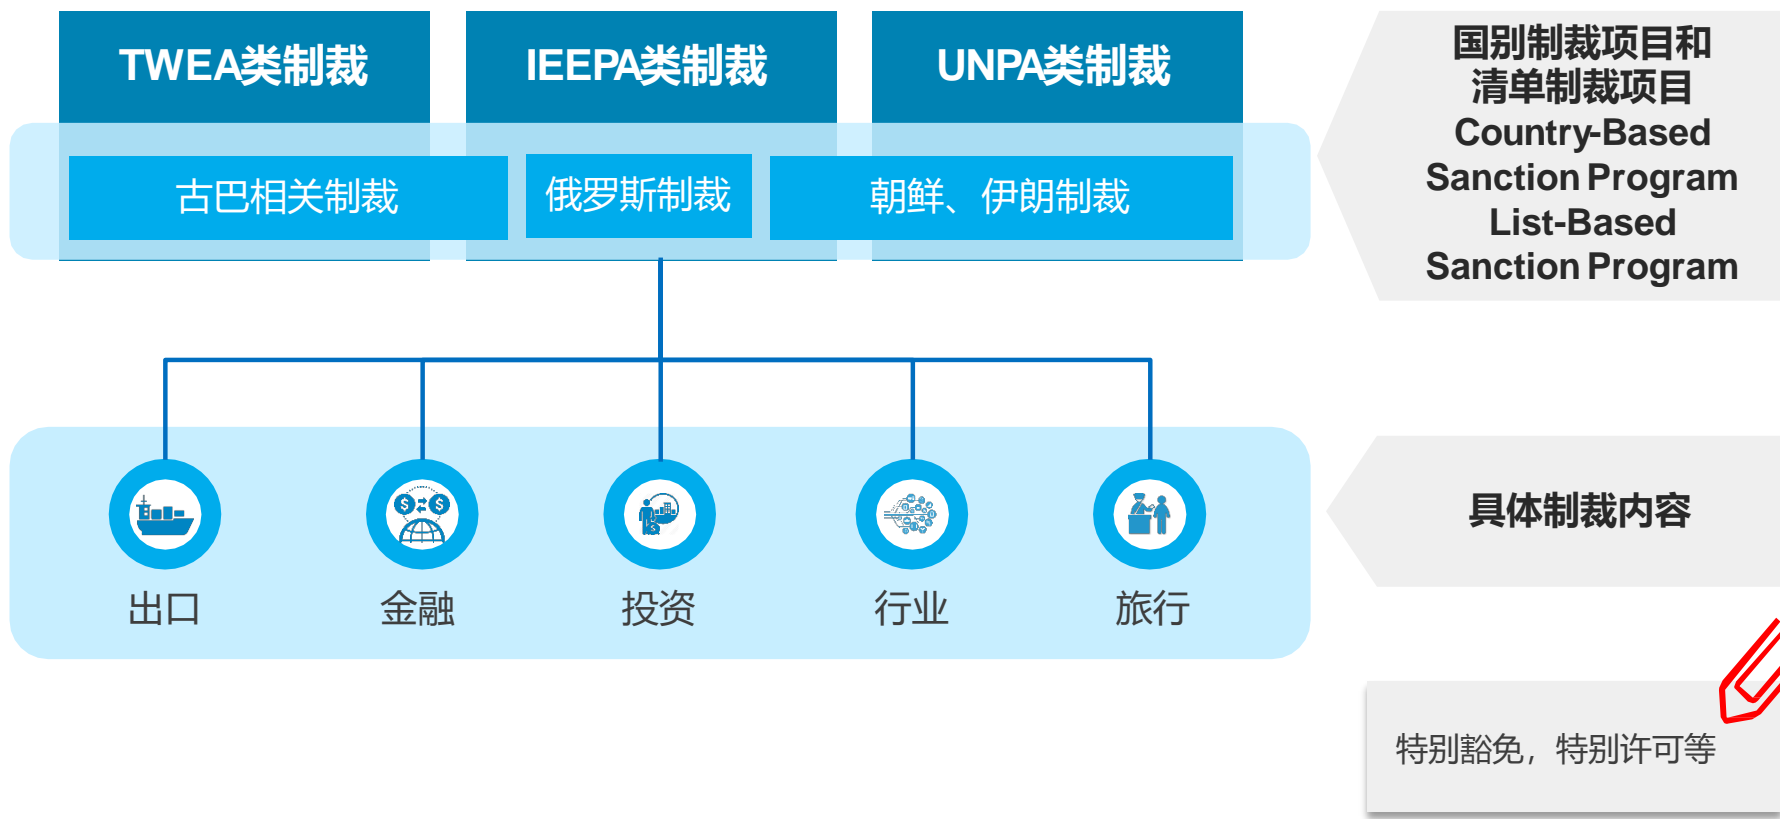 TWEA类制裁
IEEPA类制裁
UNPA类制裁
古巴相关制裁
俄罗斯制裁
朝鲜、伊朗制裁
国别制裁项目和
清单制裁项目
Country-Based
Sanction Program
List-Based
Sanction Program
出口
金融
投资
行业
旅行
具体制裁内容
特别豁免，特别许可等